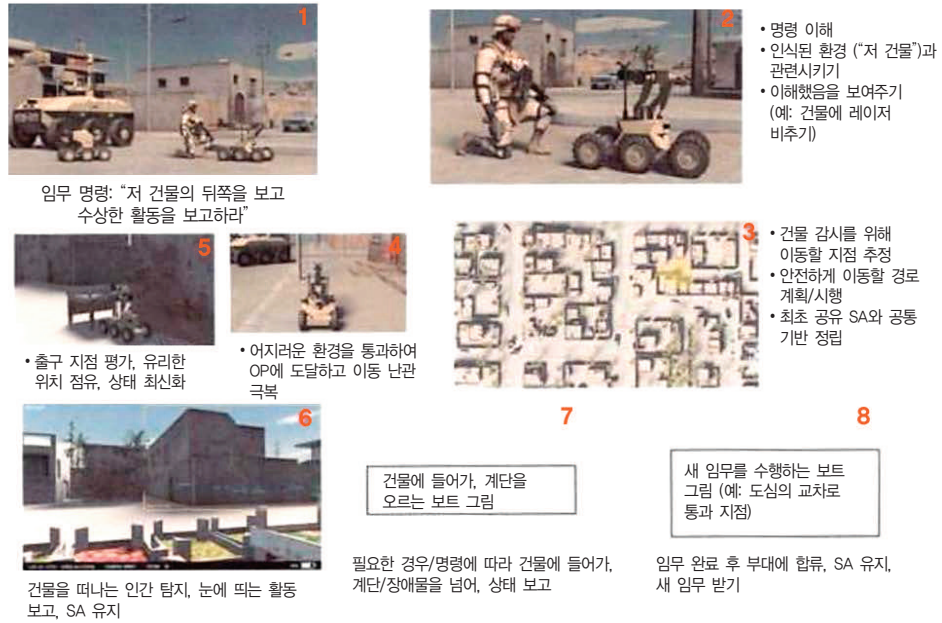 1
임무 명령: “저 건물의 뒤쪽을 보고
수상한 활동을 보고하라”
2
• 명령 이해
• 인식된 환경 (“저 건물”)과
관련시키기
• 이해했음을 보여주기
(예: 건물에 레이저
비추기)
3
• 건물 감시를 위해
이동할 지점 추정
• 안전하게 이동할 경로
계획/시행
• 최초 공유 SA와 공통
기반 정립
4
• 어지러운 환경을 통과하여
OP에 도달하고 이동 난관
극복
5
• 출구 지점 평가, 유리한
위치 점유, 상태 최신화
6
건물을 떠나는 인간 탐지, 눈에 띄는 활동
보고, SA 유지
7
건물에 들어가, 계단을
오르는 보트 그림
필요한 경우/명령에 따라 건물에 들어가,
계단/장애물을 넘어, 상태 보고
8
새 임무를 수행하는 보트
그림 (예: 도심의 교차로
통과 지점)
임무 완료 후 부대에 합류, SA 유지,
새 임무 받기